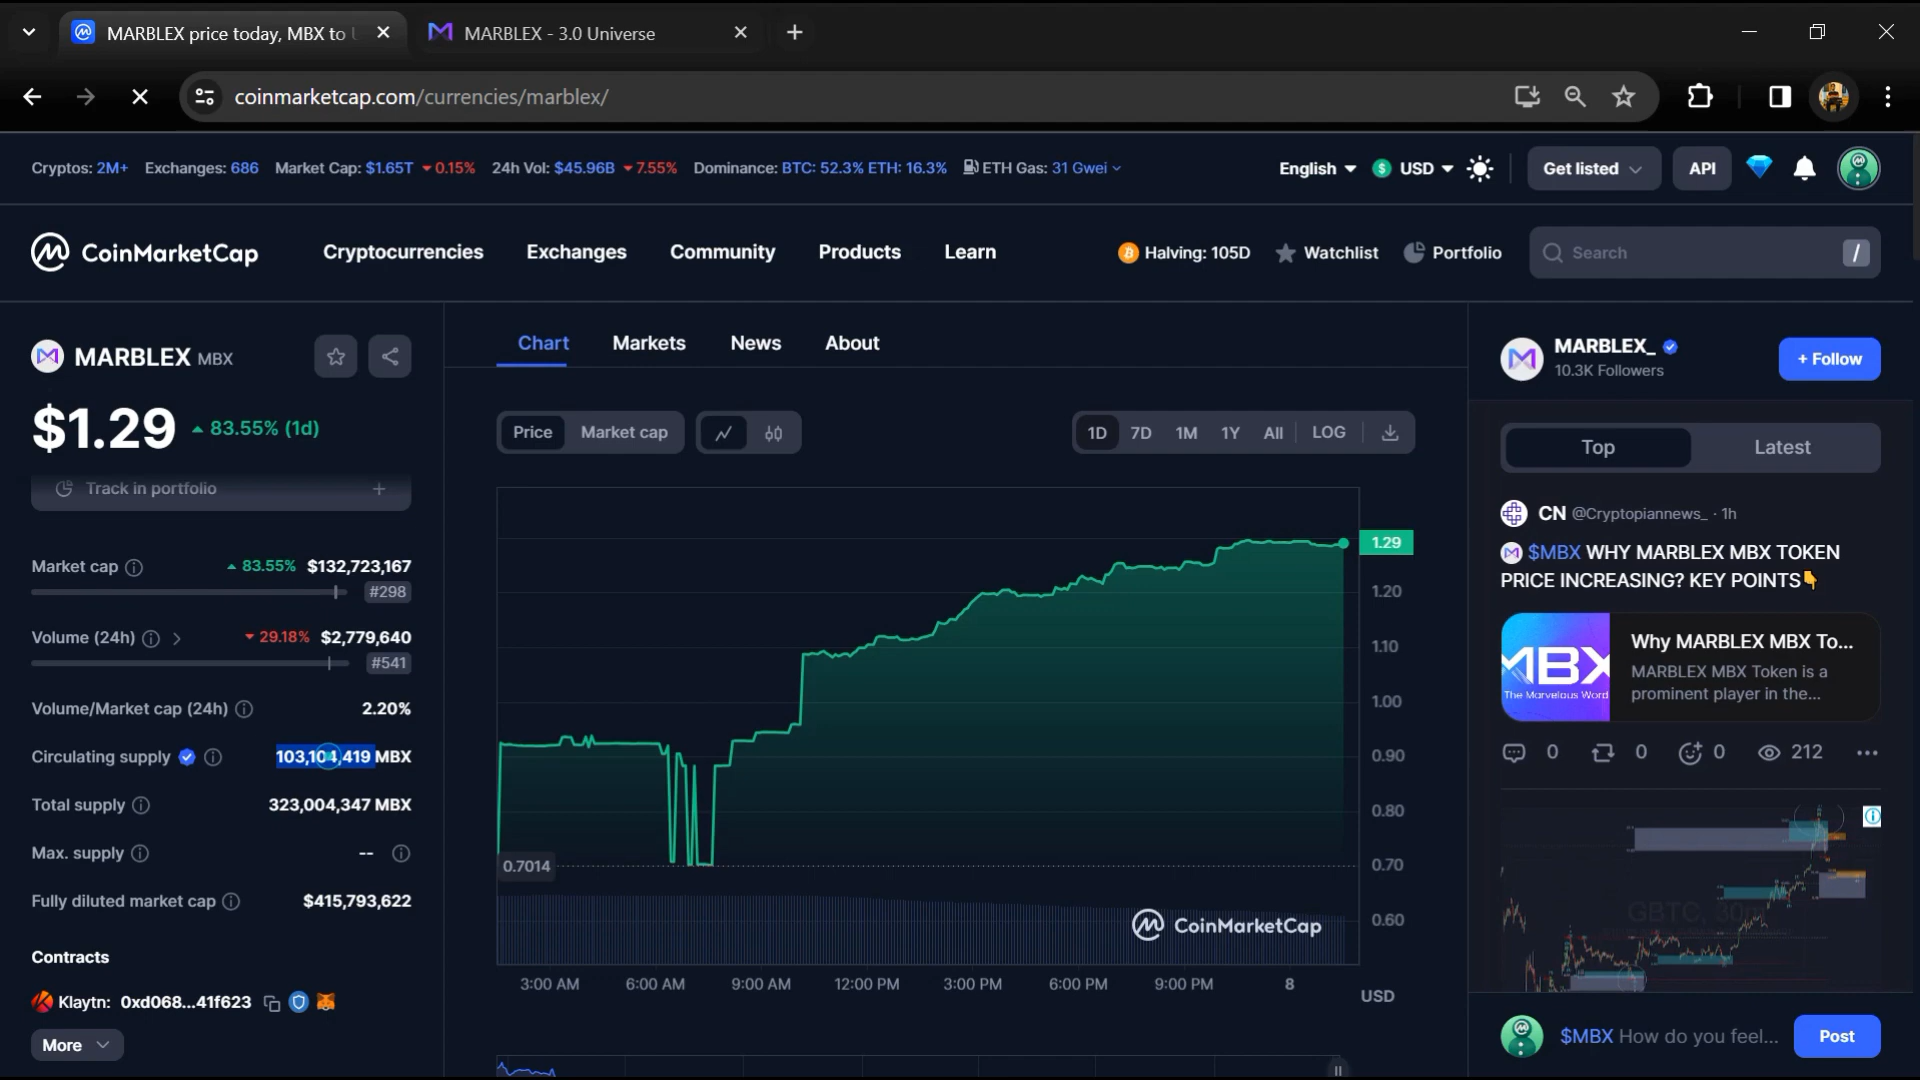 MARBLEX price today, MBX to U
MARBLEX - 3.0 Universe
coinmarketcap.com/currencies/marblex/
Cryptos: 2M+ Exchanges: 686 Market Cap: $1.65T 0.15% 24h Vol: $45.96B 7.55% Dominance: BTC: 52.3% ETH: 16.3% ETH Gas: 31 Gwei
English USD Get listed API
CoinMarketCap Cryptocurrencies Exchanges Community Products Learn Halving: 105D Watchlist Portfolio Search /
MARBLEX MBX
$1.29 83.55% (1d)
Track in portfolio +
Market cap 83.55% $132,723,167
#298
Volume (24h) 29.18% $2,779,640
#541
Volume/Market cap (24h) 2.20%
Circulating supply 103,104,419 MBX
Total supply 323,004,347 MBX
Max. supply --
Fully diluted market cap $415,793,622
Contracts
Klaytn: 0xd068...41f623
More
Chart Markets News About
Price Market cap 1D 7D 1M 1Y All LOG
1.29
1.20
1.10
1.00
0.90
0.80
0.70
0.60
0.7014
CoinMarketCap
3:00 AM 6:00 AM 9:00 AM 12:00 PM 3:00 PM 6:00 PM 9:00 PM 8
USD
MARBLEX_
10.3K Followers
+ Follow
Top Latest
CN @Cryptopiannews_ · 1h
$MBX WHY MARBLEX MBX TOKEN
PRICE INCREASING? KEY POINTS
MBX
The Marvelous Word
Why MARBLEX MBX To...
MARBLEX MBX Token is a
prominent player in the...
0 0 0 212
GBTC, 30m
$MBX How do you feel...
Post